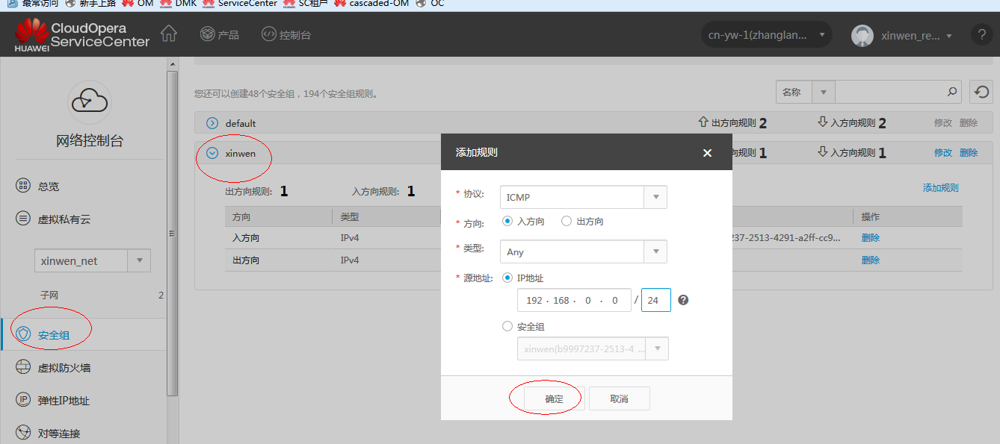 最常访问 新手上路 OM DMK ServiceCenter SC租户 cascaded-OM OC
HUAWEI CloudOpera ServiceCenter 产品 控制台 cn-yw-1(zhanglan... xinwen_re... ?
网络控制台
总览
虚拟私有云
xinwen_net
子网 2
安全组
虚拟防火墙
IP 弹性IP地址
对等连接
您还可以创建48个安全组，194个安全组规则。 名称
default 出方向规则 2 入方向规则 2 修改 删除
xinwen 向规则 1 入方向规则 1 修改 删除
出方向规则: 1 入方向规则: 1 添加规则
方向 类型 操作
入方向 IPv4 237-2513-4291-a2ff-cc9... 删除
出方向 IPv4 删除
添加规则
* 协议: ICMP
* 方向: 入方向 出方向
* 类型: Any
* 源地址: IP地址
192 . 168 . 0 . 0 / 24 ?
安全组
xinwen(b9997237-2513-4 ...
确定 取消